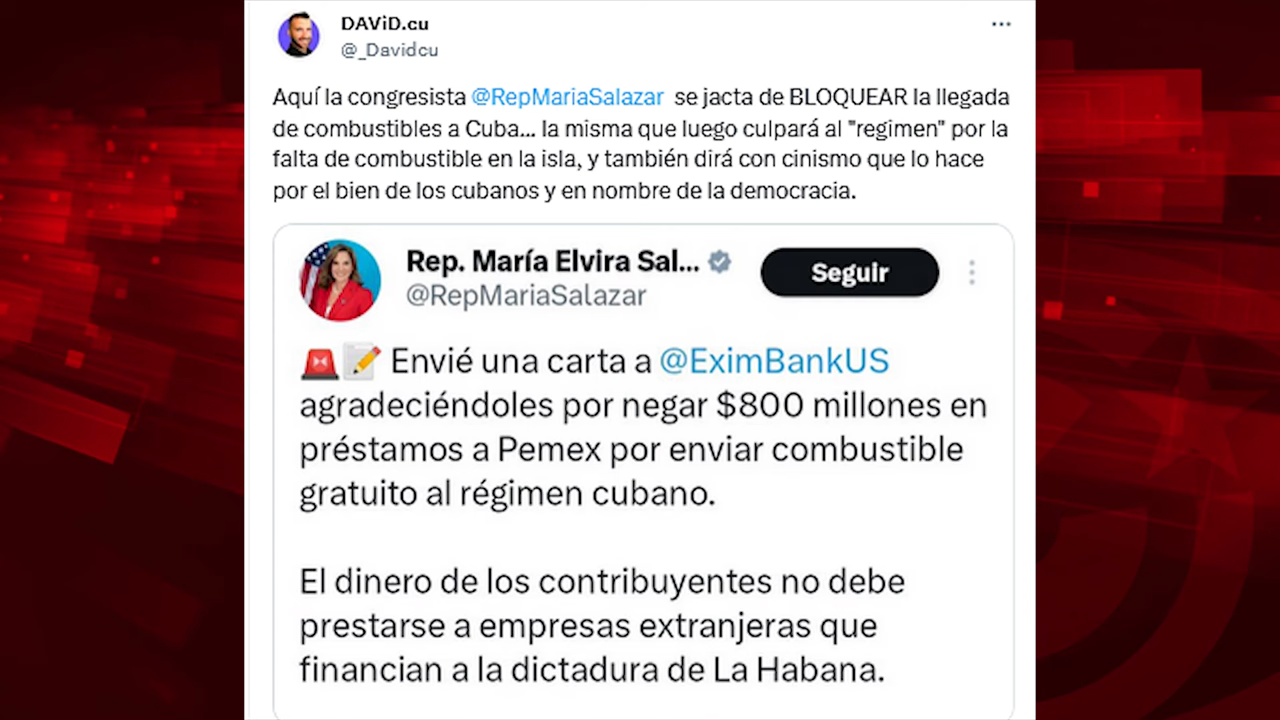 DAViD.cu
@_Davidcu
Aquí la congresista @RepMariaSalazar se jacta de BLOQUEAR la llegada
de combustibles a Cuba... la misma que luego culpará al "regimen" por la
falta de combustible en la isla, y también dirá con cinismo que lo hace
por el bien de los cubanos y en nombre de la democracia.
Rep. María Elvira Sal...
Seguir
@RepMariaSalazar
Envié una carta a @EximBankUS
agradeciéndoles por negar $800 millones en
préstamos a Pemex por enviar combustible
gratuito al régimen cubano.
El dinero de los contribuyentes no debe
prestarse a empresas extranjeras que
financian a la dictadura de La Habana.